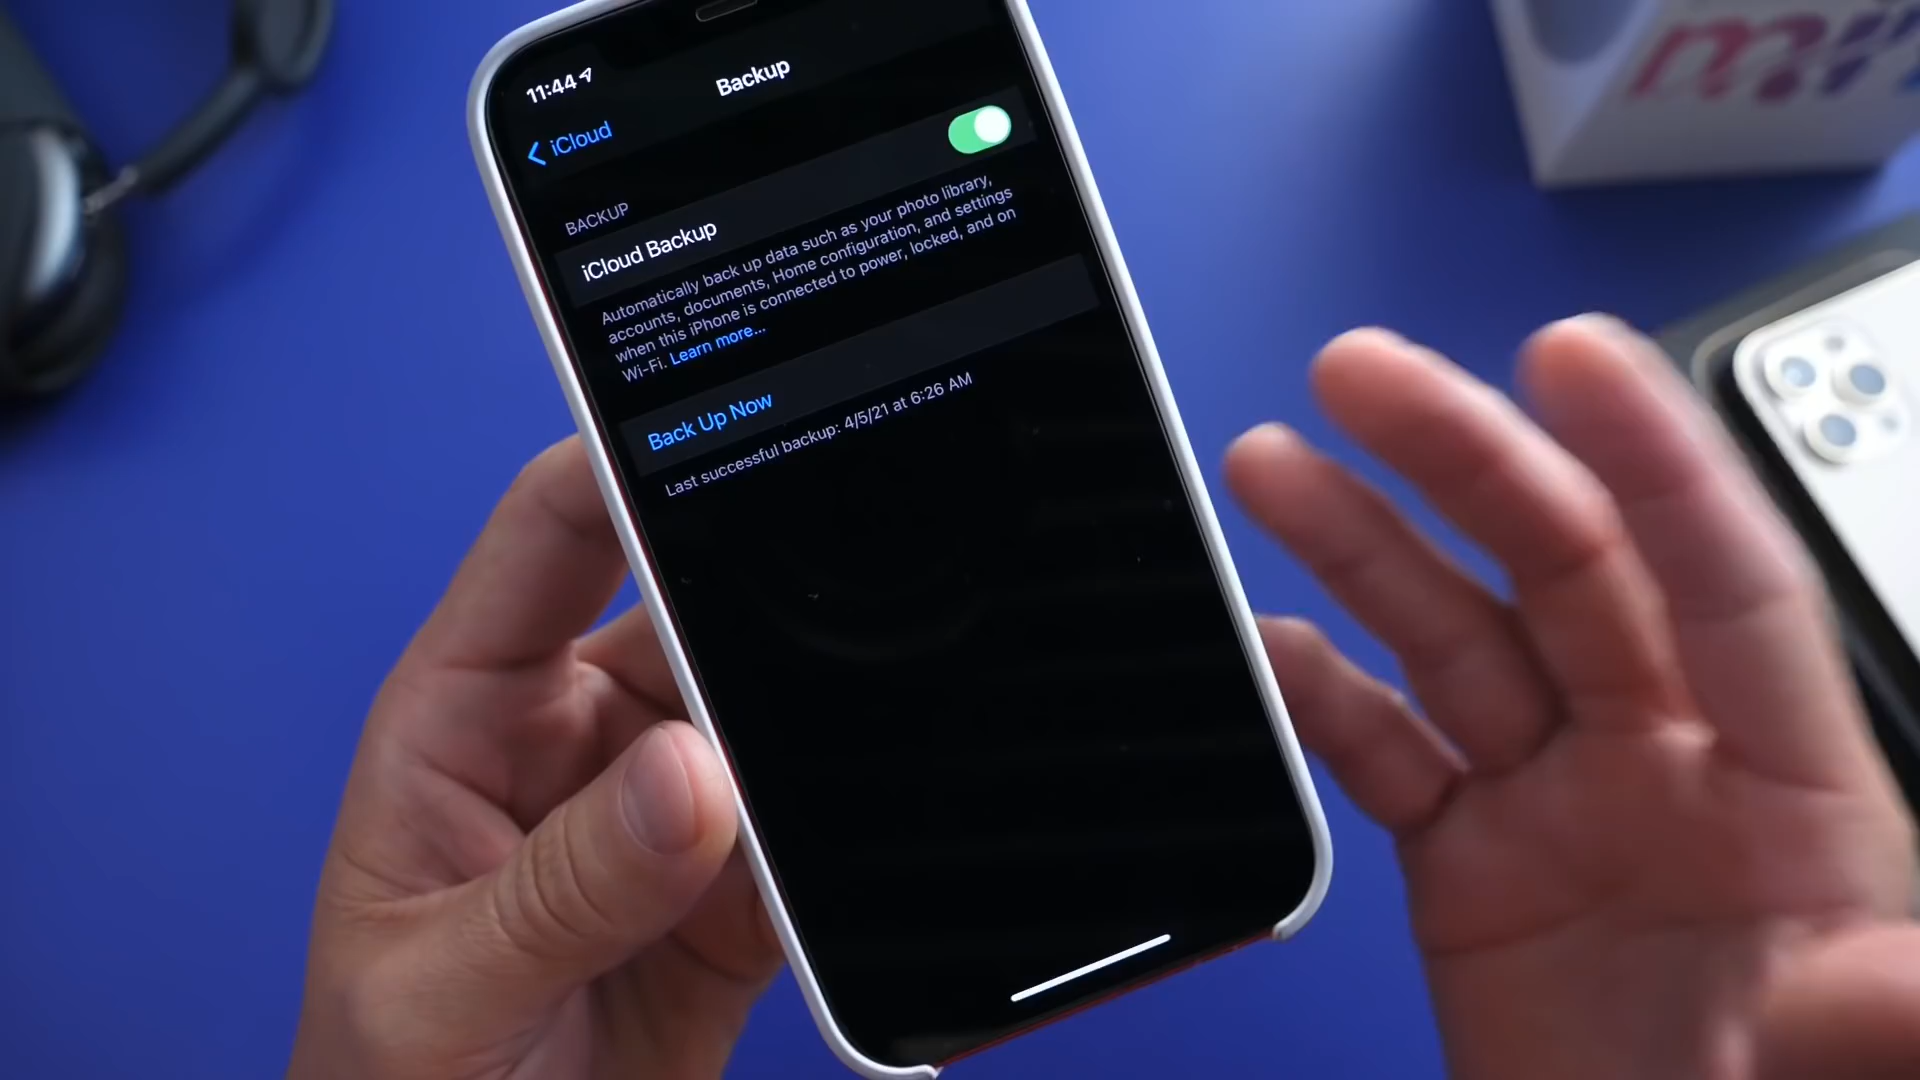 11:44
Backup
iCloud
BACKUP
iCloud Backup
Automatically back up data such as your photo library,
accounts, documents, Home configuration, and settings
when this iPhone is connected to power, locked, and on
Wi-Fi. Learn more...
Back Up Now
Last successful backup: 4/5/21 at 6:26 AM